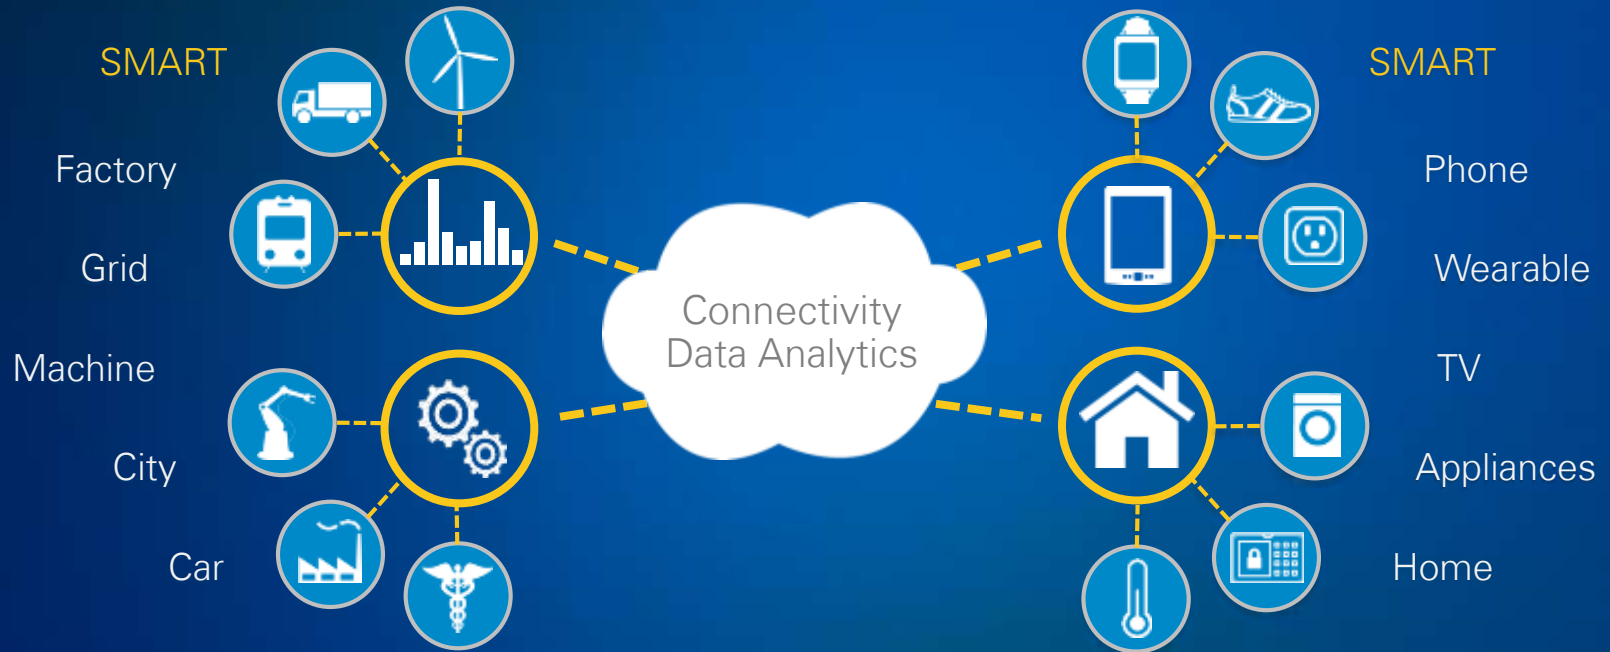 SMART
Factory
Grid
Machine
City
Car
Connectivity
Data Analytics
SMART
Phone
Wearable
TV
Appliances
Home